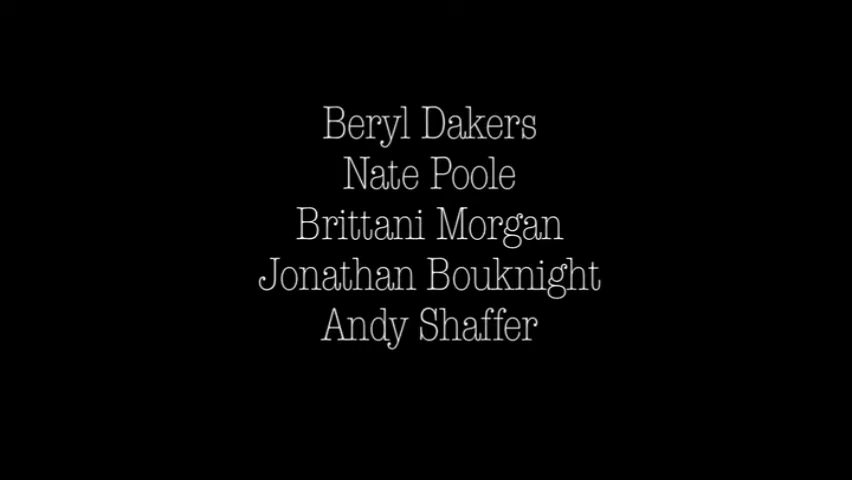 Beryl Dakers
Nate Poole
Brittani Morgan
Jonathan Bouknight
Andy Shaffer